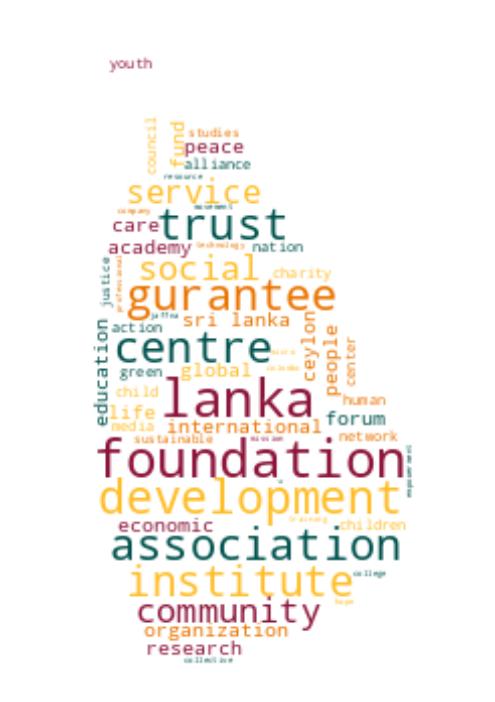 youth
council
fund
studies
peace
alliance
resource
service
movement
company
trust
care
academy
technology
nation
justice
professional
social
charity
gurantee
jaffna
sri lanka
action
ceylon
people
center
education
centre
micro
green
global
colombo
child
lanka
human
life
media
international
forum
sustainable
mission
network
foundation
empowerment
development
training
economic
children
association
institute
college
hope
community
organization
research
collective